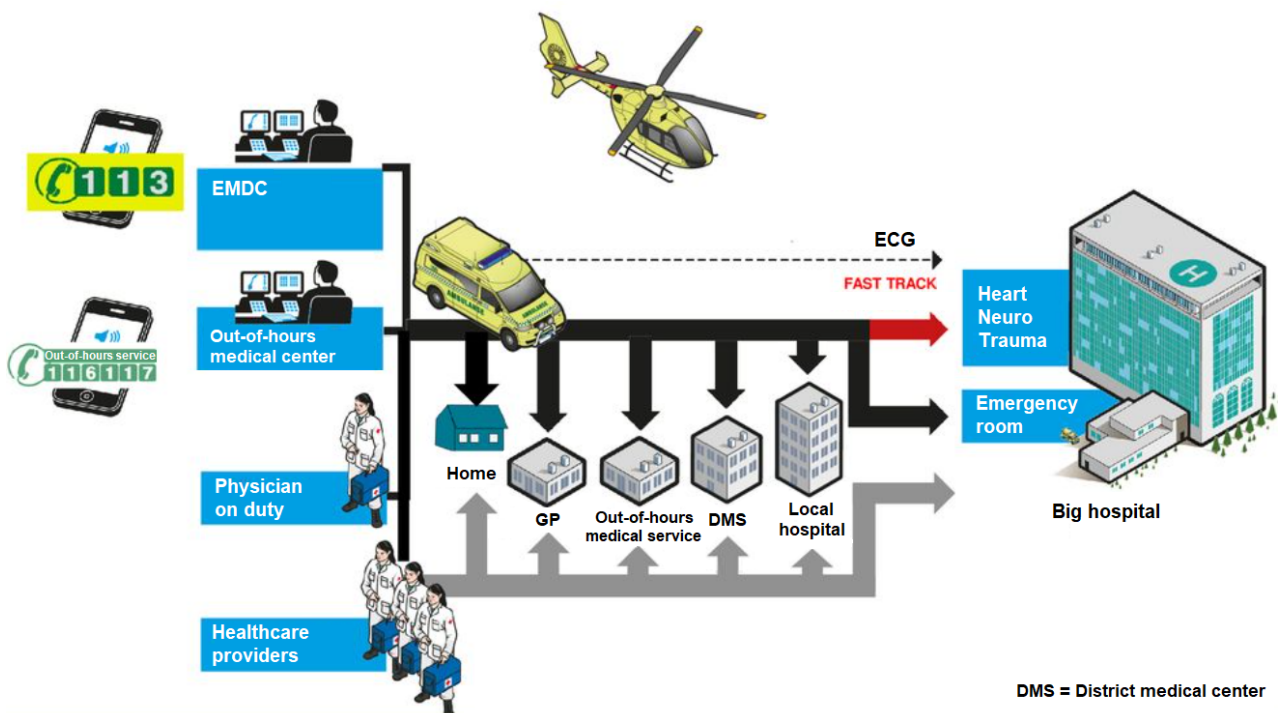 113
EMDC
ECG
FAST TRACK
Heart
Neuro
Trauma
H
AMBULANSE
AMBULANSE
Out-of-hours
medical center
Out-of-hours service
116117
Emergency
room
Physician
on duty
Home
GP
Out-of-hours
medical service
DMS
Local
hospital
Big hospital
Healthcare
providers
DMS = District medical center